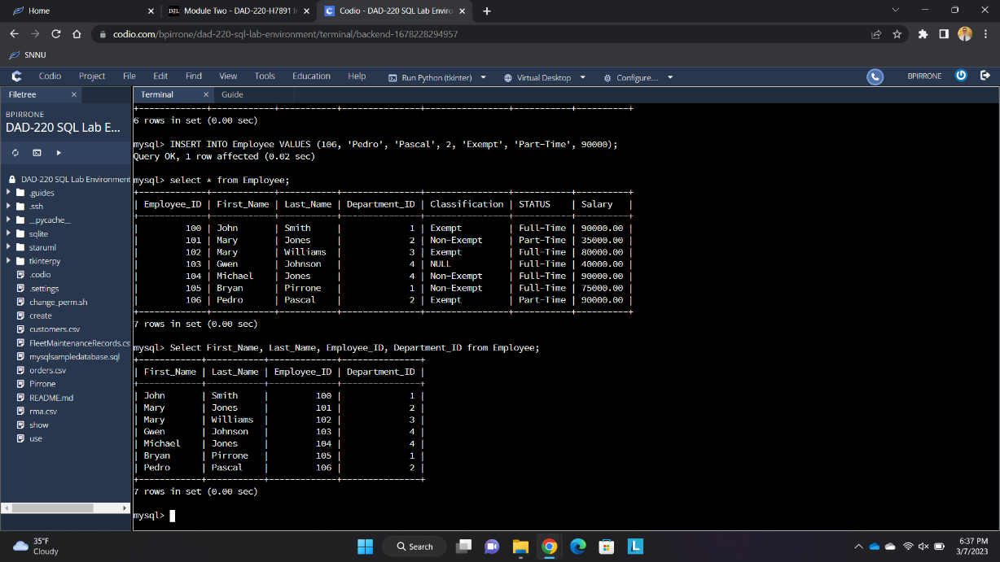 Home
Module Two - DAD-220-H7891
Codio - DAD-220 SQL Lab Enviro
codio.com/bpirrone/dad-220-sql-lab-environment/terminal/backend-1678228294957
SNNU
Codio Project File Edit Find View Tools Education Help Run Python (tkinter) Virtual Desktop Configure.... BPIRRONE
Filetree
Terminal Guide
BPIRRONE
DAD-220 SQL Lab E...
DAD-220 SQL Lab Environment
.guides
.ssh
__pycache__
sqlite
staruml
tkinterpy
.codio
.settings
change_perm.sh
create
customers.csv
FleetMaintenanceRecords.cs
mysqlsampledatabase.sql
orders.csv
Pirrone
README.md
rma.csv
show
use
+------------+------------+-----------+---------------+----------------+-----------+----------+
6 rows in set (0.00 sec)
mysql> INSERT INTO Employee VALUES (106, 'Pedro', 'Pascal', 2, 'Exempt', 'Part-Time', 90000);
Query OK, 1 row affected (0.02 sec)
mysql> select * from Employee;
+-------------+------------+-----------+---------------+----------------+-----------+----------+
| Employee_ID | First_Name | Last_Name | Department_ID | Classification | STATUS    | Salary   |
+-------------+------------+-----------+---------------+----------------+-----------+----------+
|         100 | John       | Smith     |             1 | Exempt         | Full-Time | 90000.00 |
|         101 | Mary       | Jones     |             2 | Non-Exempt     | Part-Time | 35000.00 |
|         102 | Mary       | Williams  |             3 | Exempt         | Full-Time | 80000.00 |
|         103 | Gwen       | Johnson   |             4 | NULL           | Full-Time | 40000.00 |
|         104 | Michael    | Jones     |             4 | Non-Exempt     | Full-Time | 90000.00 |
|         105 | Bryan      | Pirrone   |             1 | Non-Exempt     | Full-Time | 75000.00 |
|         106 | Pedro      | Pascal    |             2 | Exempt         | Part-Time | 90000.00 |
+-------------+------------+-----------+---------------+----------------+-----------+----------+
7 rows in set (0.00 sec)
mysql> Select First_Name, Last_Name, Employee_ID, Department_ID from Employee;
+------------+-----------+-------------+---------------+
| First_Name | Last_Name | Employee_ID | Department_ID |
+------------+-----------+-------------+---------------+
| John       | Smith     |         100 |             1 |
| Mary       | Jones     |         101 |             2 |
| Mary       | Williams  |         102 |             3 |
| Gwen       | Johnson   |         103 |             4 |
| Michael    | Jones     |         104 |             4 |
| Bryan      | Pirrone   |         105 |             1 |
| Pedro      | Pascal    |         106 |             2 |
+------------+-----------+-------------+---------------+
7 rows in set (0.00 sec)
mysql>
35°F
Cloudy
Search
6:37 PM
3/7/2023